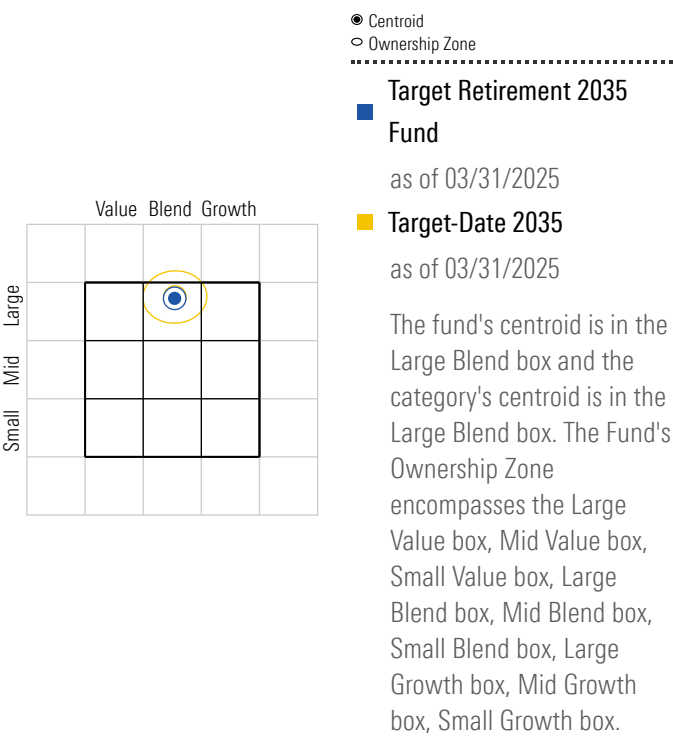 Centroid
Ownership Zone
Target Retirement 2035
Fund
as of 03/31/2025
Target-Date 2035
as of 03/31/2025
The fund's centroid is in the
Large Blend box and the
category's centroid is in the
Large Blend box. The Fund's
Ownership Zone
encompasses the Large
Value box, Mid Value box,
Small Value box, Large
Blend box, Mid Blend box,
Small Blend box, Large
Growth box, Mid Growth
box, Small Growth box.
Value Blend Growth
Large
Mid
Small